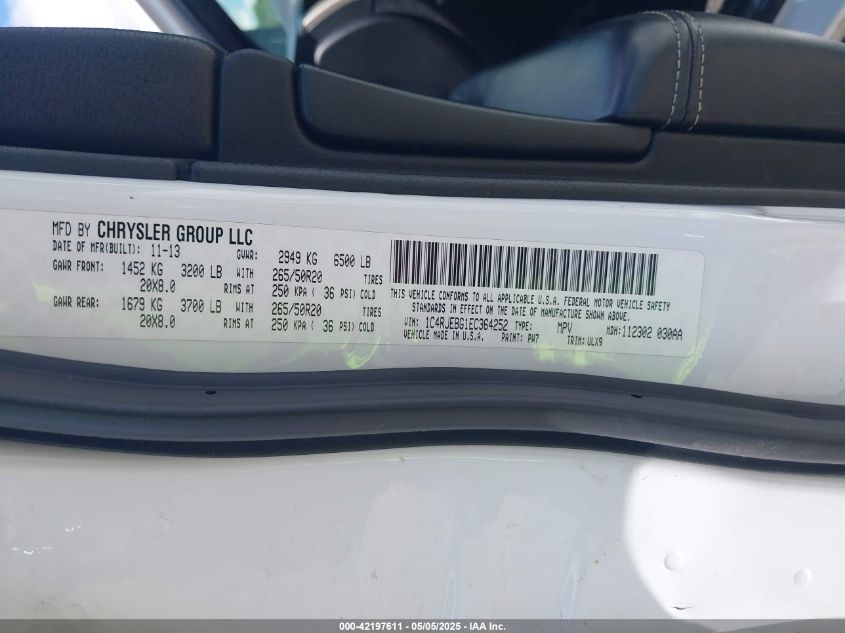 MFD BY CHRYSLER GROUP LLC
DATE OF MFR(BUILT): 11-13 GVWR: 2949 KG 6500 LB
GAWR FRONT: 1452 KG 3200 LB WITH 265/50R20 TIRES
20X8.0 RIMS AT 250 KPA ( 36 PSI) COLD
GAWR REAR: 1679 KG 3700 LB WITH 265/50R20 TIRES
20X8.0 RIMS AT 250 KPA ( 36 PSI) COLD
THIS VEHICLE CONFORMS TO ALL APPLICABLE U.S.A. FEDERAL MOTOR VEHICLE SAFETY
STANDARDS IN EFFECT ON THE DATE OF MANUFACTURE SHOWN ABOVE.
VIN: 1C4RJEBG1EC364252 TYPE: MPV MDH: 112302 030AA
VEHICLE MADE IN U.S.A. PAINT: PW7 TRIM: ULX9
000-42197611 - 05/05/2025 - IAA Inc.